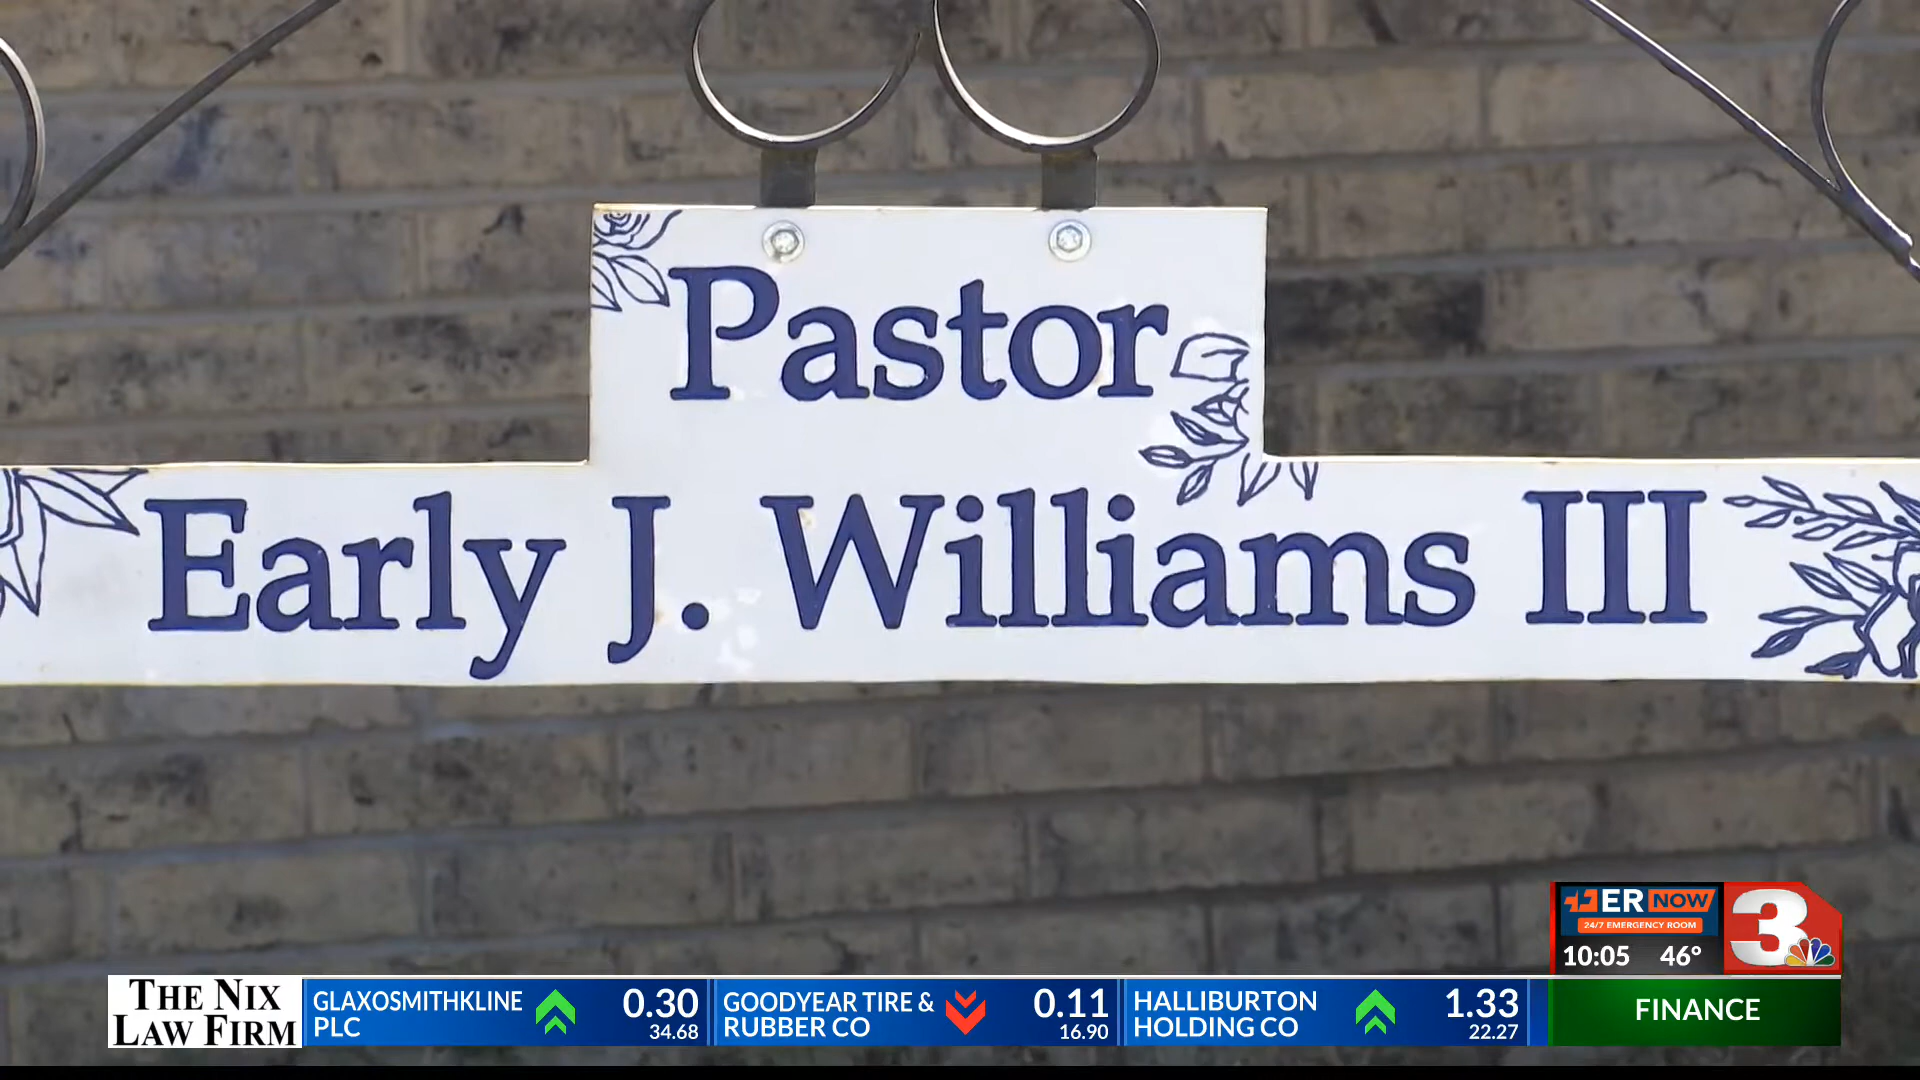 Pastor
Early J. Williams III
ER NOW
24/7 EMERGENCY ROOM
3
10:05 46°
THE NIX
LAW FIRM
GLAXOSMITHKLINE
PLC
0.30
34.68
GOODYEAR TIRE &
RUBBER CO
0.11
16.90
HALLIBURTON
HOLDING CO
1.33
22.27
FINANCE